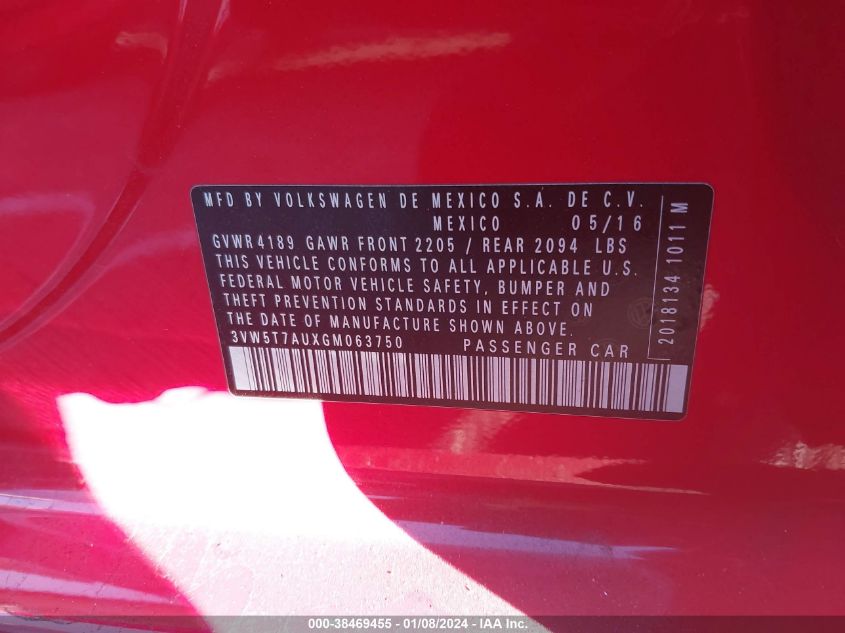 MFD BY VOLKSWAGEN DE MEXICO S.A. DE C.V.
MEXICO 05/16
GVWR 4189 GAWR FRONT 2205 / REAR 2094 LBS
THIS VEHICLE CONFORMS TO ALL APPLICABLE U.S.
FEDERAL MOTOR VEHICLE SAFETY, BUMPER AND
THEFT PREVENTION STANDARDS IN EFFECT ON
THE DATE OF MANUFACTURE SHOWN ABOVE.
3VW5T7AUXGM063750 PASSENGER CAR
2018134 1011 M
000-38469455 - 01/08/2024 - IAA Inc.